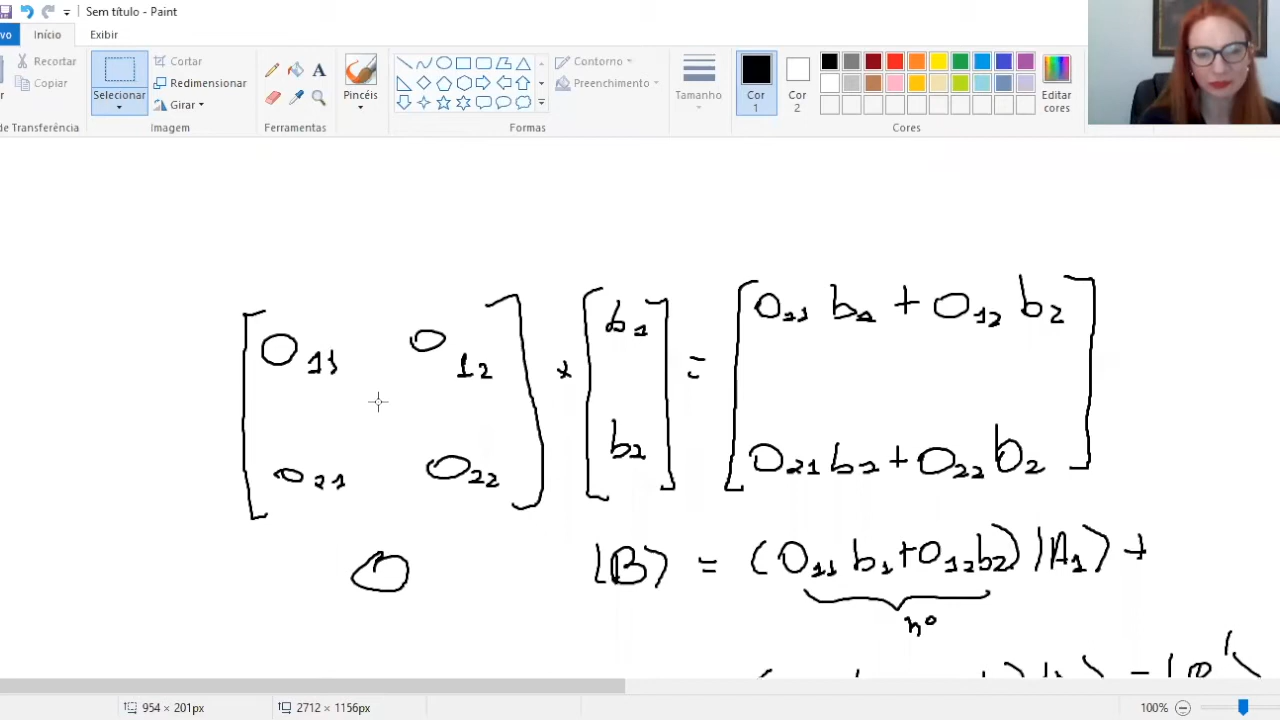 Sem título - Paint
vo Início Exibir
Recortar
Copiar
Selecionar
Cortar
Redimensionar
Girar
Pincéis
Contorno
Preenchimento
Tamanho
Cor 1
Cor 2
Editar cores
de Transferência Imagem Ferramentas Formas Cores
[O11 O12] * [b1] = [O11 b1 + O12 b2]
[O21 O22] [b2] [O21 b1 + O22 b2]
O |B⟩ = (O11 b1 + O12 b2) |A1⟩ +
nº
954 × 201px 2712 × 1156px 100%